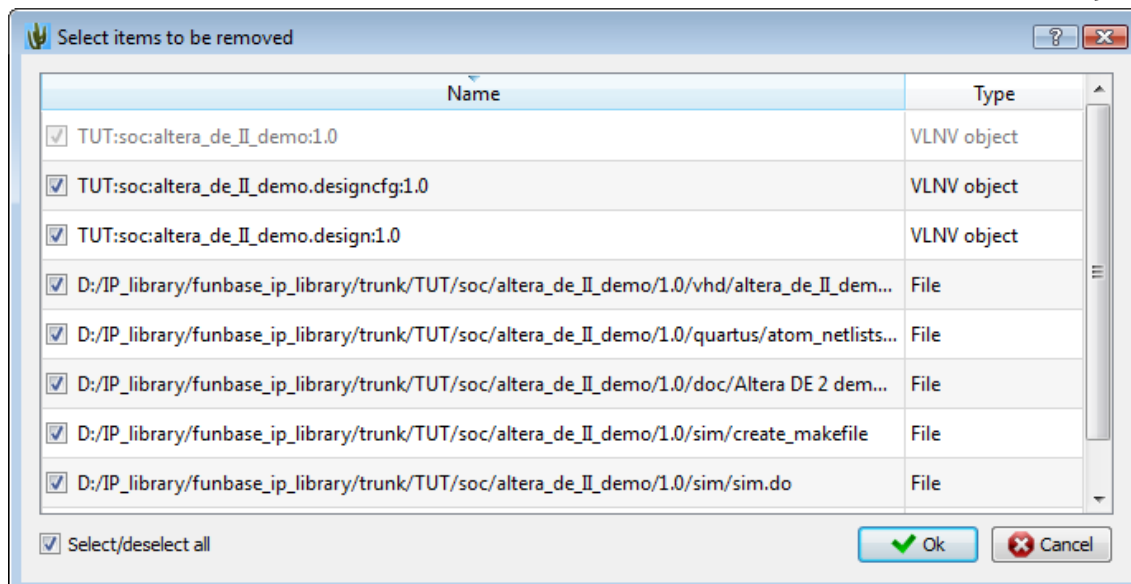 Select items to be removed
Name Type
TUT:soc:altera_de_II_demo:1.0 VLNV object
TUT:soc:altera_de_II_demo.designcfg:1.0 VLNV object
TUT:soc:altera_de_II_demo.design:1.0 VLNV object
D:/IP_library/funbase_ip_library/trunk/TUT/soc/altera_de_II_demo/1.0/vhd/altera_de_II_dem... File
D:/IP_library/funbase_ip_library/trunk/TUT/soc/altera_de_II_demo/1.0/quartus/atom_netlists... File
D:/IP_library/funbase_ip_library/trunk/TUT/soc/altera_de_II_demo/1.0/doc/Altera DE 2 dem... File
D:/IP_library/funbase_ip_library/trunk/TUT/soc/altera_de_II_demo/1.0/sim/create_makefile File
D:/IP_library/funbase_ip_library/trunk/TUT/soc/altera_de_II_demo/1.0/sim/sim.do File
Select/deselect all Ok Cancel